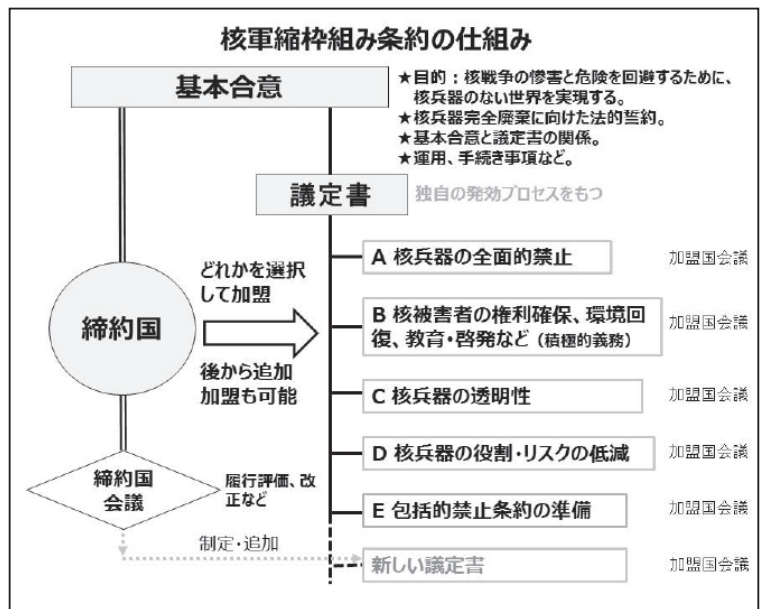 核軍縮枠組み条約の仕組み
基本合意
★目的：核戦争の惨害と危険を回避するために、
核兵器のない世界を実現する。
★核兵器完全廃棄に向けた法的誓約。
★基本合意と議定書の関係。
★運用、手続き事項など。
議定書
独自の発効プロセスをもつ
締約国
どれかを選択
して加盟
後から追加
加盟も可能
A 核兵器の全面的禁止
加盟国会議
B 核被害者の権利確保、環境回
復、教育・啓発など（積極的義務）
加盟国会議
C 核兵器の透明性
加盟国会議
D 核兵器の役割・リスクの低減
加盟国会議
E 包括的禁止条約の準備
加盟国会議
締約国
会議
履行評価、改
正など
制定・追加
新しい議定書
加盟国会議